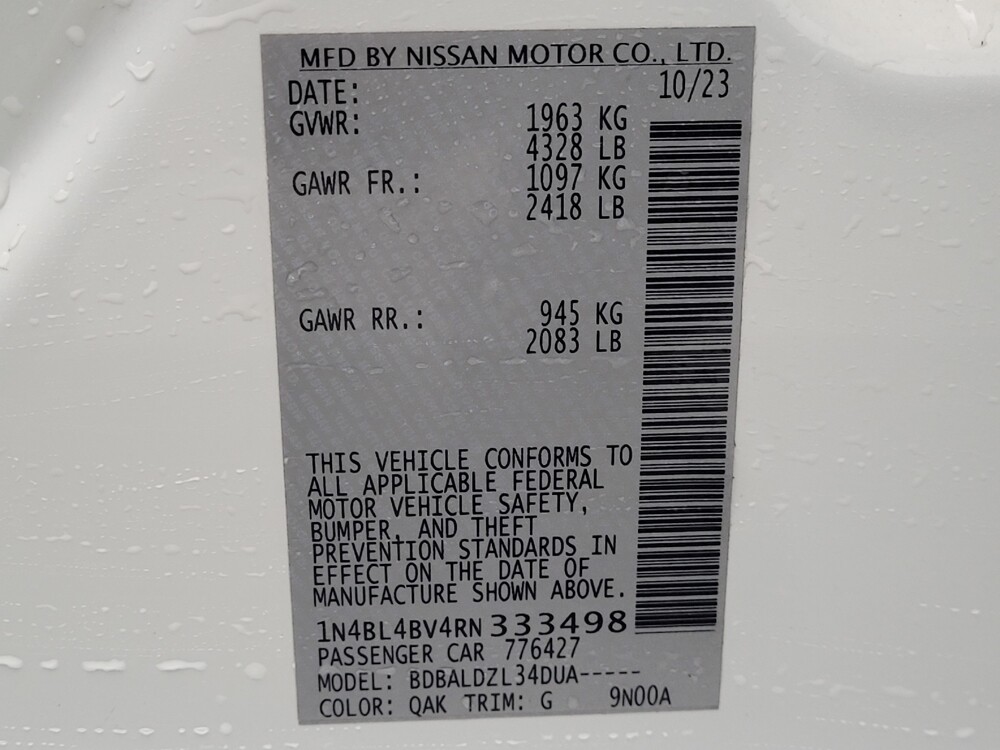 MFD BY NISSAN MOTOR CO., LTD.
DATE: 10/23
GVWR: 1963 KG
4328 LB
GAWR FR.: 1097 KG
2418 LB
GAWR RR.: 945 KG
2083 LB
THIS VEHICLE CONFORMS TO
ALL APPLICABLE FEDERAL
MOTOR VEHICLE SAFETY,
BUMPER, AND THEFT
PREVENTION STANDARDS IN
EFFECT ON THE DATE OF
MANUFACTURE SHOWN ABOVE.
1N4BL4BV4RN333498
PASSENGER CAR 776427
MODEL: BDBALDZL34DUA-----
COLOR: QAK TRIM: G 9N00A